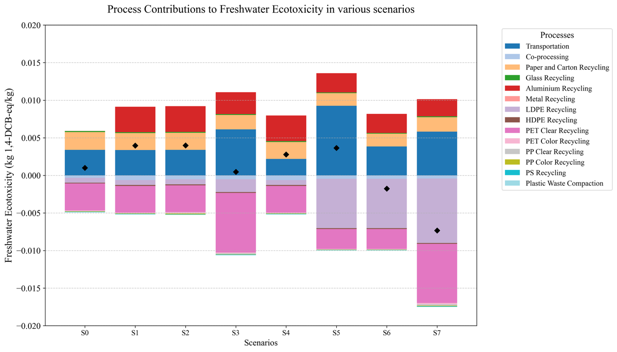 Process Contributions to Freshwater Ecotoxicity in various scenarios
Freshwater Ecotoxicity (kg 1,4-DCB-eq/kg)
0.020
0.015
0.010
0.005
0.000
−0.005
−0.010
−0.015
−0.020
S0 S1 S2 S3 S4 S5 S6 S7
Scenarios
Processes
Transportation
Co-processing
Paper and Carton Recycling
Glass Recycling
Aluminium Recycling
Metal Recycling
LDPE Recycling
HDPE Recycling
PET Clear Recycling
PET Color Recycling
PP Clear Recycling
PP Color Recycling
PS Recycling
Plastic Waste Compaction